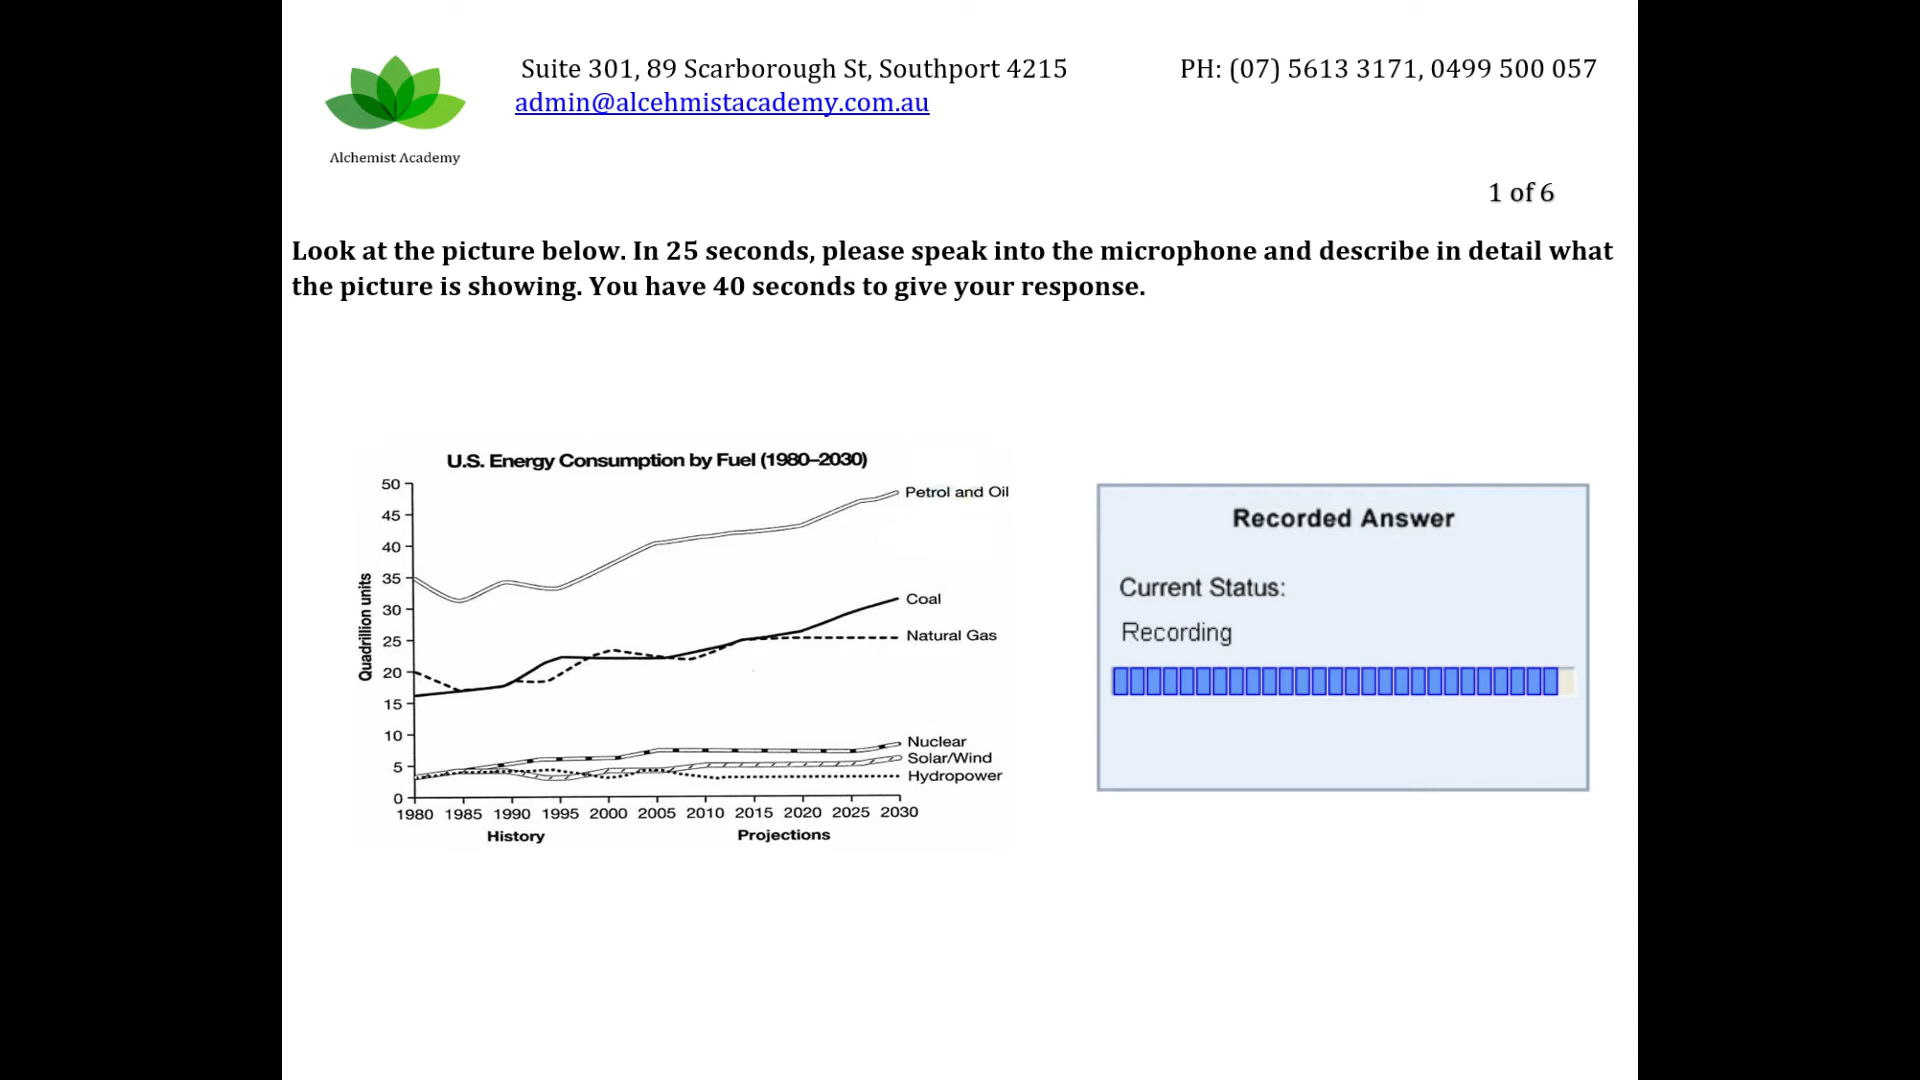 Suite 301, 89 Scarborough St, Southport 4215 PH: (07) 5613 3171, 0499 500 057
admin@alcehmistacademy.com.au
Alchemist Academy
1 of 6
Look at the picture below. In 25 seconds, please speak into the microphone and describe in detail what
the picture is showing. You have 40 seconds to give your response.
U.S. Energy Consumption by Fuel (1980–2030)
Quadrillion units
50
45
40
35
30
25
20
15
10
5
0
Petrol and Oil
Coal
Natural Gas
Nuclear
Solar/Wind
Hydropower
1980 1985 1990 1995 2000 2005 2010 2015 2020 2025 2030
History Projections
Recorded Answer
Current Status:
Recording